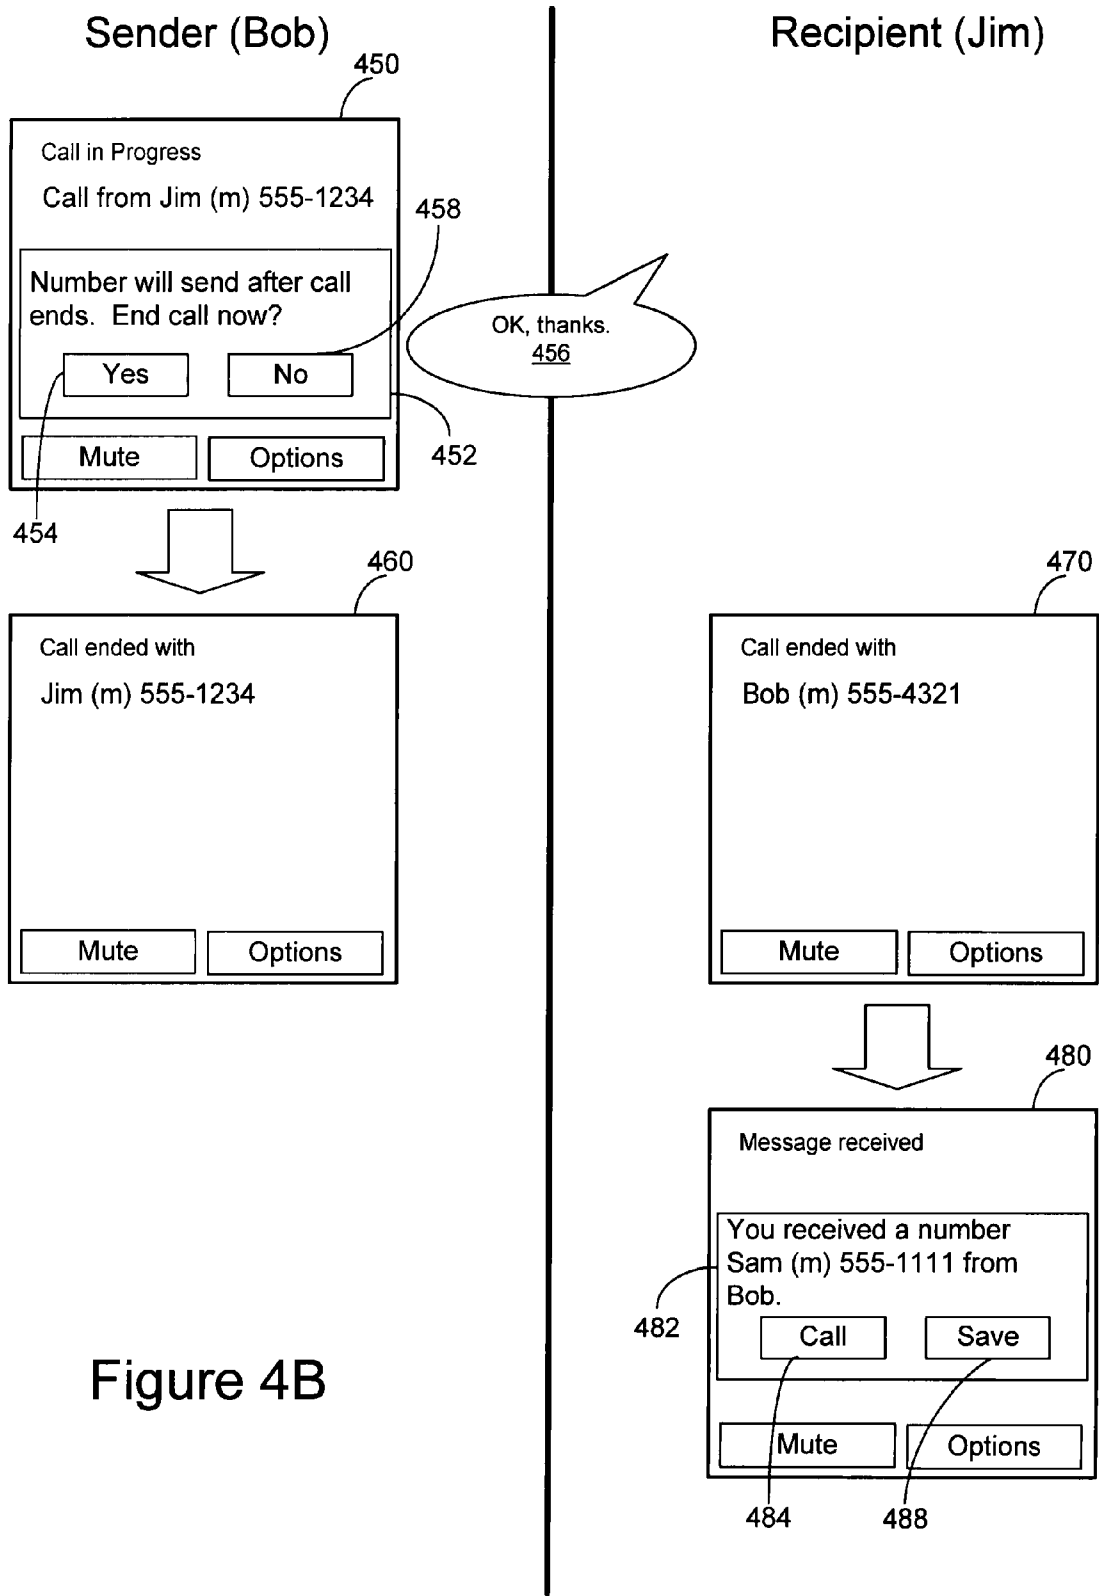 Sender (Bob)
Recipient (Jim)
450
Call in Progress
Call from Jim (m) 555-1234
458
Number will send after call
ends. End call now?
Yes
No
OK, thanks.
456
Mute
Options
452
454
460
470
Call ended with
Jim (m) 555-1234
Mute
Options
Call ended with
Bob (m) 555-4321
Mute
Options
480
Message received
You received a number
Sam (m) 555-1111 from
Bob.
482
Call
Save
Mute
Options
484
488
Figure 4B